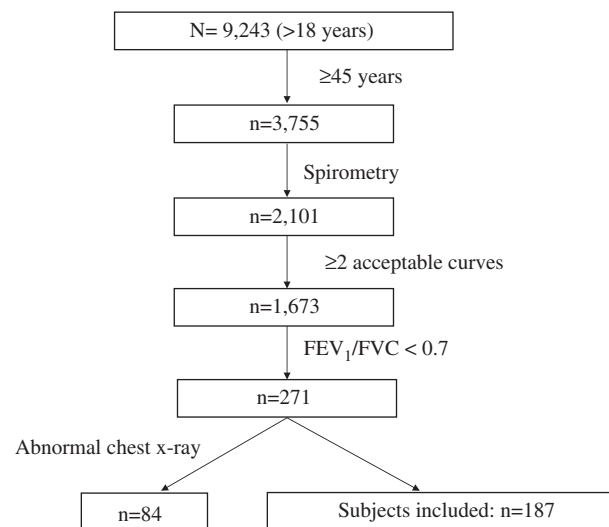 N= 9,243 (>18 years)
≥45 years
n=3,755
Spirometry
n=2,101
≥2 acceptable curves
n=1,673
FEV₁/FVC < 0.7
n=271
Abnormal chest x-ray
n=84
Subjects included: n=187